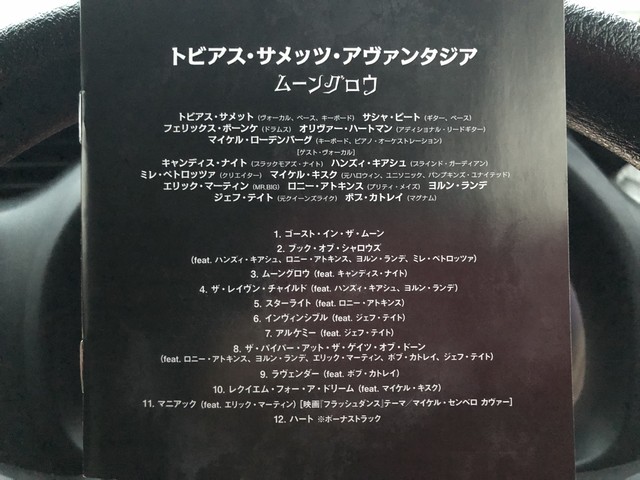 トビアス・サメッツ・アヴァンタジア
ムーングロウ
トビアス・サメット (ヴォーカル、ベース、キーボード) サシャ・ピート (ギター、ベース)
フェリックス・ボーンケ (ドラムス) オリヴァー・ハートマン (アディショナル・リードギター)
マイケル・ローデンバーグ (キーボード、ピアノ・オーケストレーション)
[ゲスト・ヴォーカル]
キャンディス・ナイト (ブラックモアズ・ナイト) ハンズィ・キアシュ (ブラインド・ガーディアン)
ミレ・ペトロッツァ (クリエイター) マイケル・キスク (元ハロウィン、ユニソニック、パンプキンズ・ユナイテッド)
エリック・マーティン (MR.BIG) ロニー・アトキンス (プリティ・メイズ) ヨルン・ランデ
ジェフ・テイト (元クイーンズライク) ボブ・カトレイ (マグナム)
1. ゴースト・イン・ザ・ムーン
2. ブック・オブ・シャロウズ
(feat. ハンズィ・キアシュ、ロニー・アトキンス、ヨルン・ランデ、ミレ・ペトロッツァ)
3. ムーングロウ (feat. キャンディス・ナイト)
4. ザ・レイヴン・チャイルド (feat. ハンズィ・キアシュ、ヨルン・ランデ)
5. スターライト (feat. ロニー・アトキンス)
6. インヴィンシブル (feat. ジェフ・テイト)
7. アルケミー (feat. ジェフ・テイト)
8. ザ・パイパー・アット・ザ・ゲイツ・オブ・ドーン
(feat. ロニー・アトキンス、ヨルン・ランデ、エリック・マーティン、ボブ・カトレイ、ジェフ・テイト)
9. ラヴェンダー (feat. ボブ・カトレイ)
10. レクイエム・フォー・ア・ドリーム (feat. マイケル・キスク)
11. マニアック (feat. エリック・マーティン) [映画『フラッシュダンス』テーマ／マイケル・センベロ カヴァー]
12. ハート ※ボーナストラック